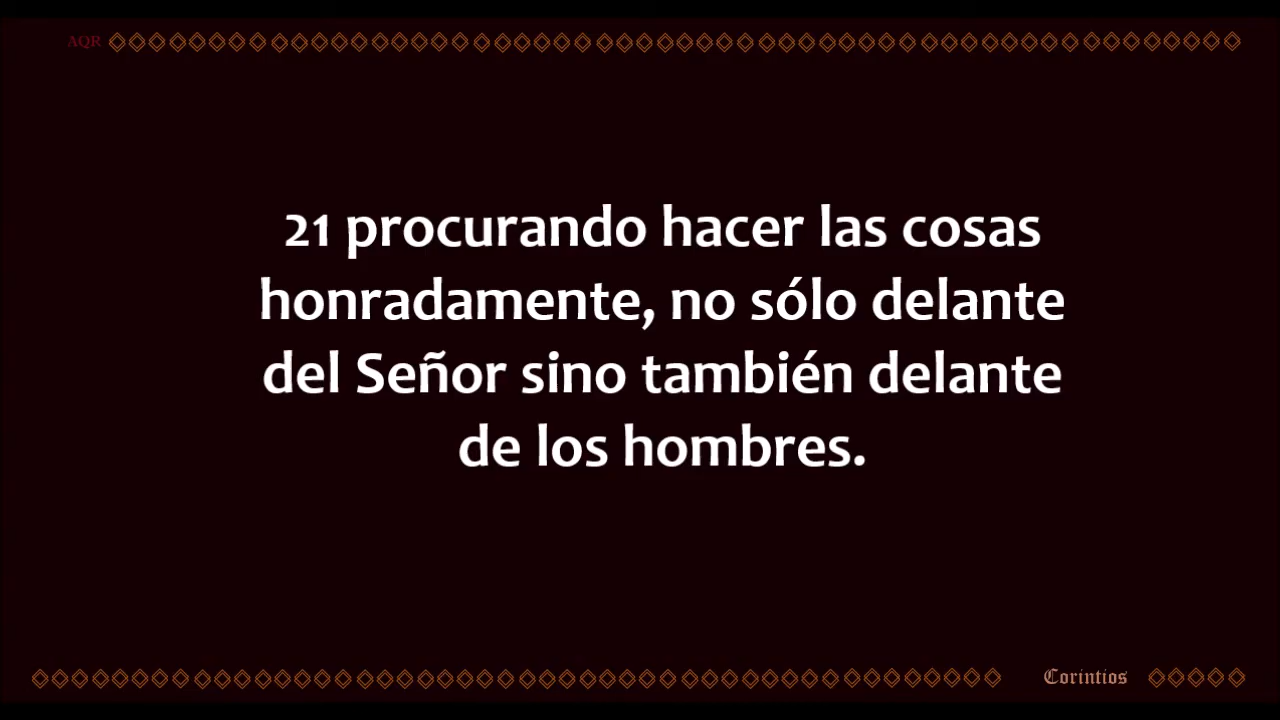 AQR
21 procurando hacer las cosas
honradamente, no sólo delante
del Señor sino también delante
de los hombres.
Corintios